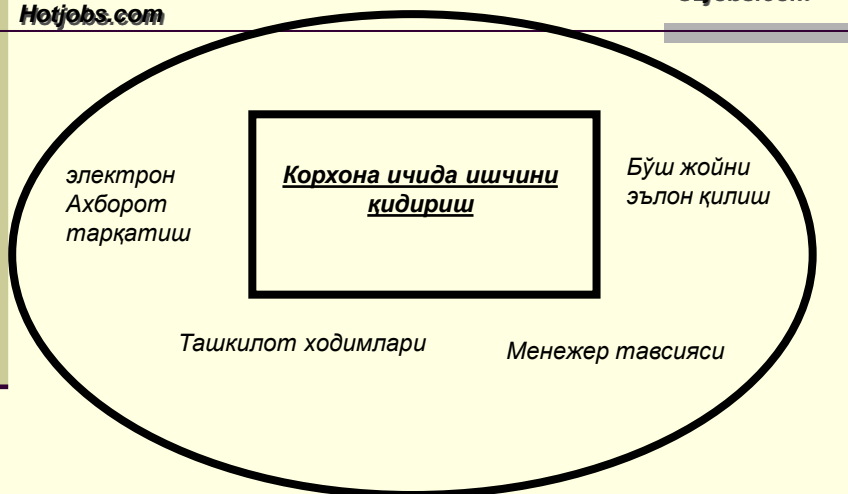 Hotjobs.com
электрон
Ахборот
тарқатиш
Корхона ичида ишчини
қидириш
Бўш жойни
эълон қилиш
Ташкилот ходимлари
Менежер тавсияси